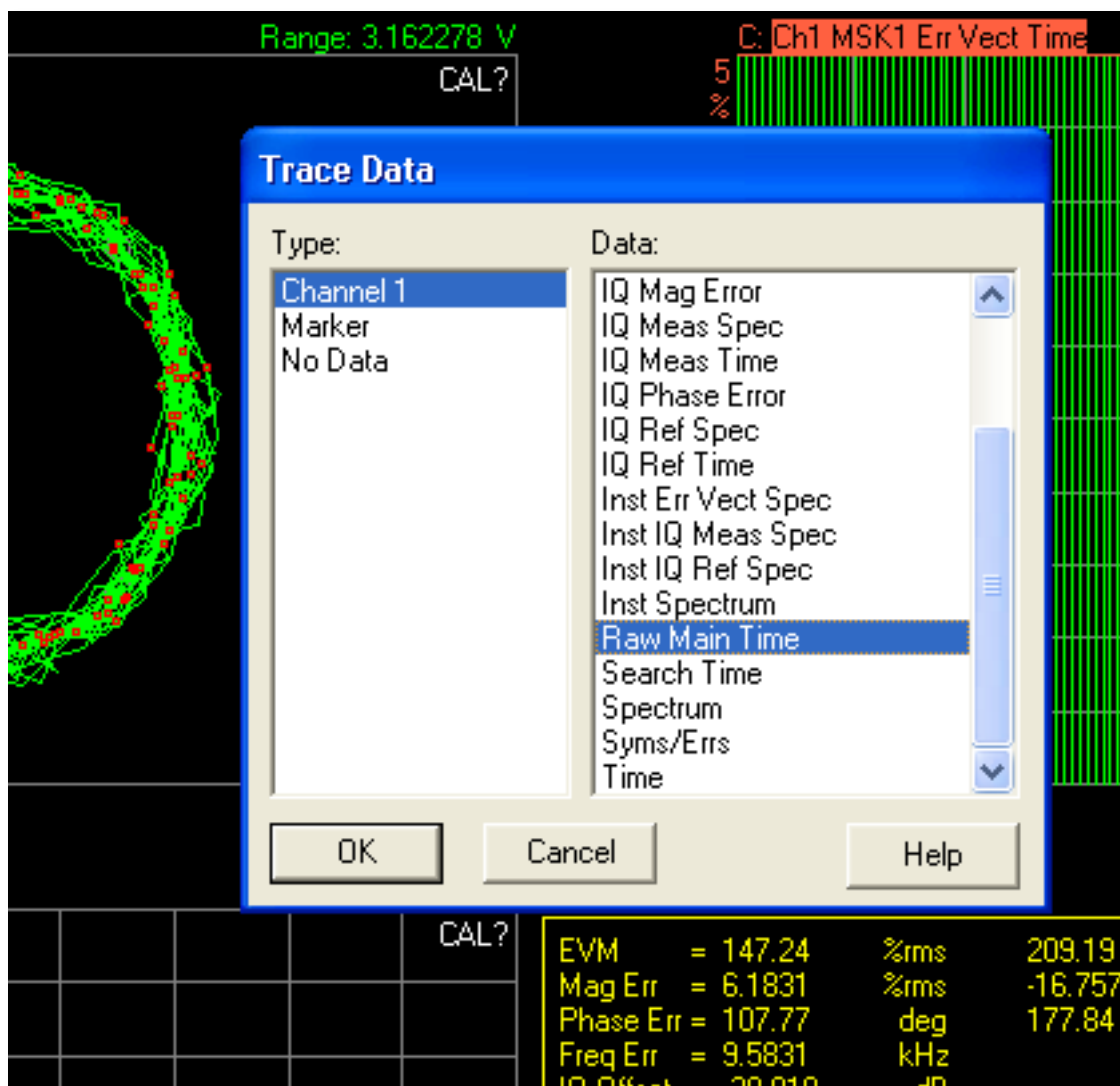 Range: 3.162278 V
C: Ch1 MSK1 Err Vect Time
CAL?
5
%
Trace Data
Type:
Data:
Channel 1
Marker
No Data
IQ Mag Error
IQ Meas Spec
IQ Meas Time
IQ Phase Error
IQ Ref Spec
IQ Ref Time
Inst Err Vect Spec
Inst IQ Meas Spec
Inst IQ Ref Spec
Inst Spectrum
Raw Main Time
Search Time
Spectrum
Syms/Errs
Time
OK
Cancel
Help
CAL?
EVM = 147.24 %rms 209.19
Mag Err = 6.1831 %rms -16.757
Phase Err = 107.77 deg 177.84
Freq Err = 9.5831 kHz
IQ Offset dB